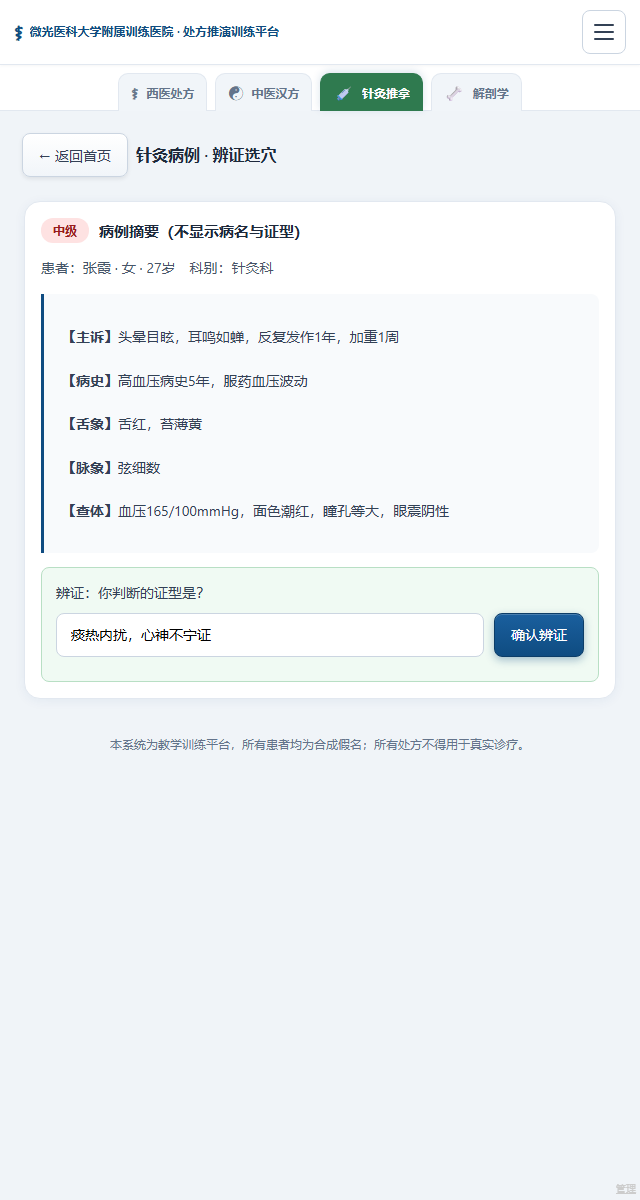 微光医科大学附属训练医院 · 处方推演训练平台
西医处方
中医汉方
针灸推拿
解剖学
← 返回首页
针灸病例 · 辨证选穴
中级
病例摘要（不显示病名与证型）
患者：张霞 · 女 · 27岁 科别：针灸科
【主诉】头晕目眩，耳鸣如蝉，反复发作1年，加重1周
【病史】高血压病史5年，服药血压波动
【舌象】舌红，苔薄黄
【脉象】弦细数
【查体】血压165/100mmHg，面色潮红，瞳孔等大，眼震阴性
辨证：你判断的证型是？
痰热内扰，心神不宁证
确认辨证
本系统为教学训练平台，所有患者均为合成假名；所有处方不得用于真实诊疗。
管理